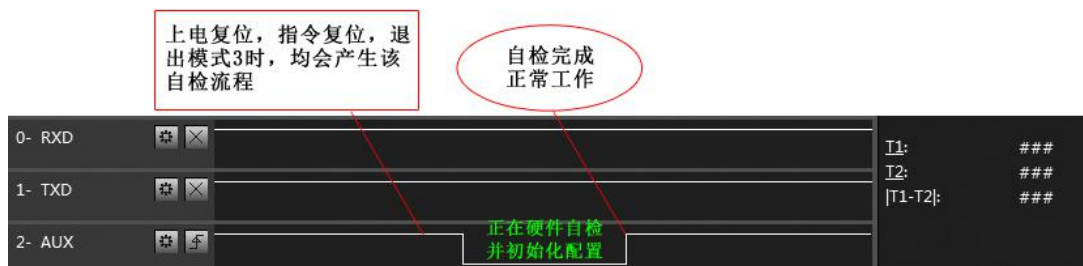 上电复位，指令复位，退
出模式3时，均会产生该
自检流程
自检完成
正常工作
0- RXD
1- TXD
2- AUX
正在硬件自检
并初始化配置
T1: ###
T2: ###
|T1-T2|: ###